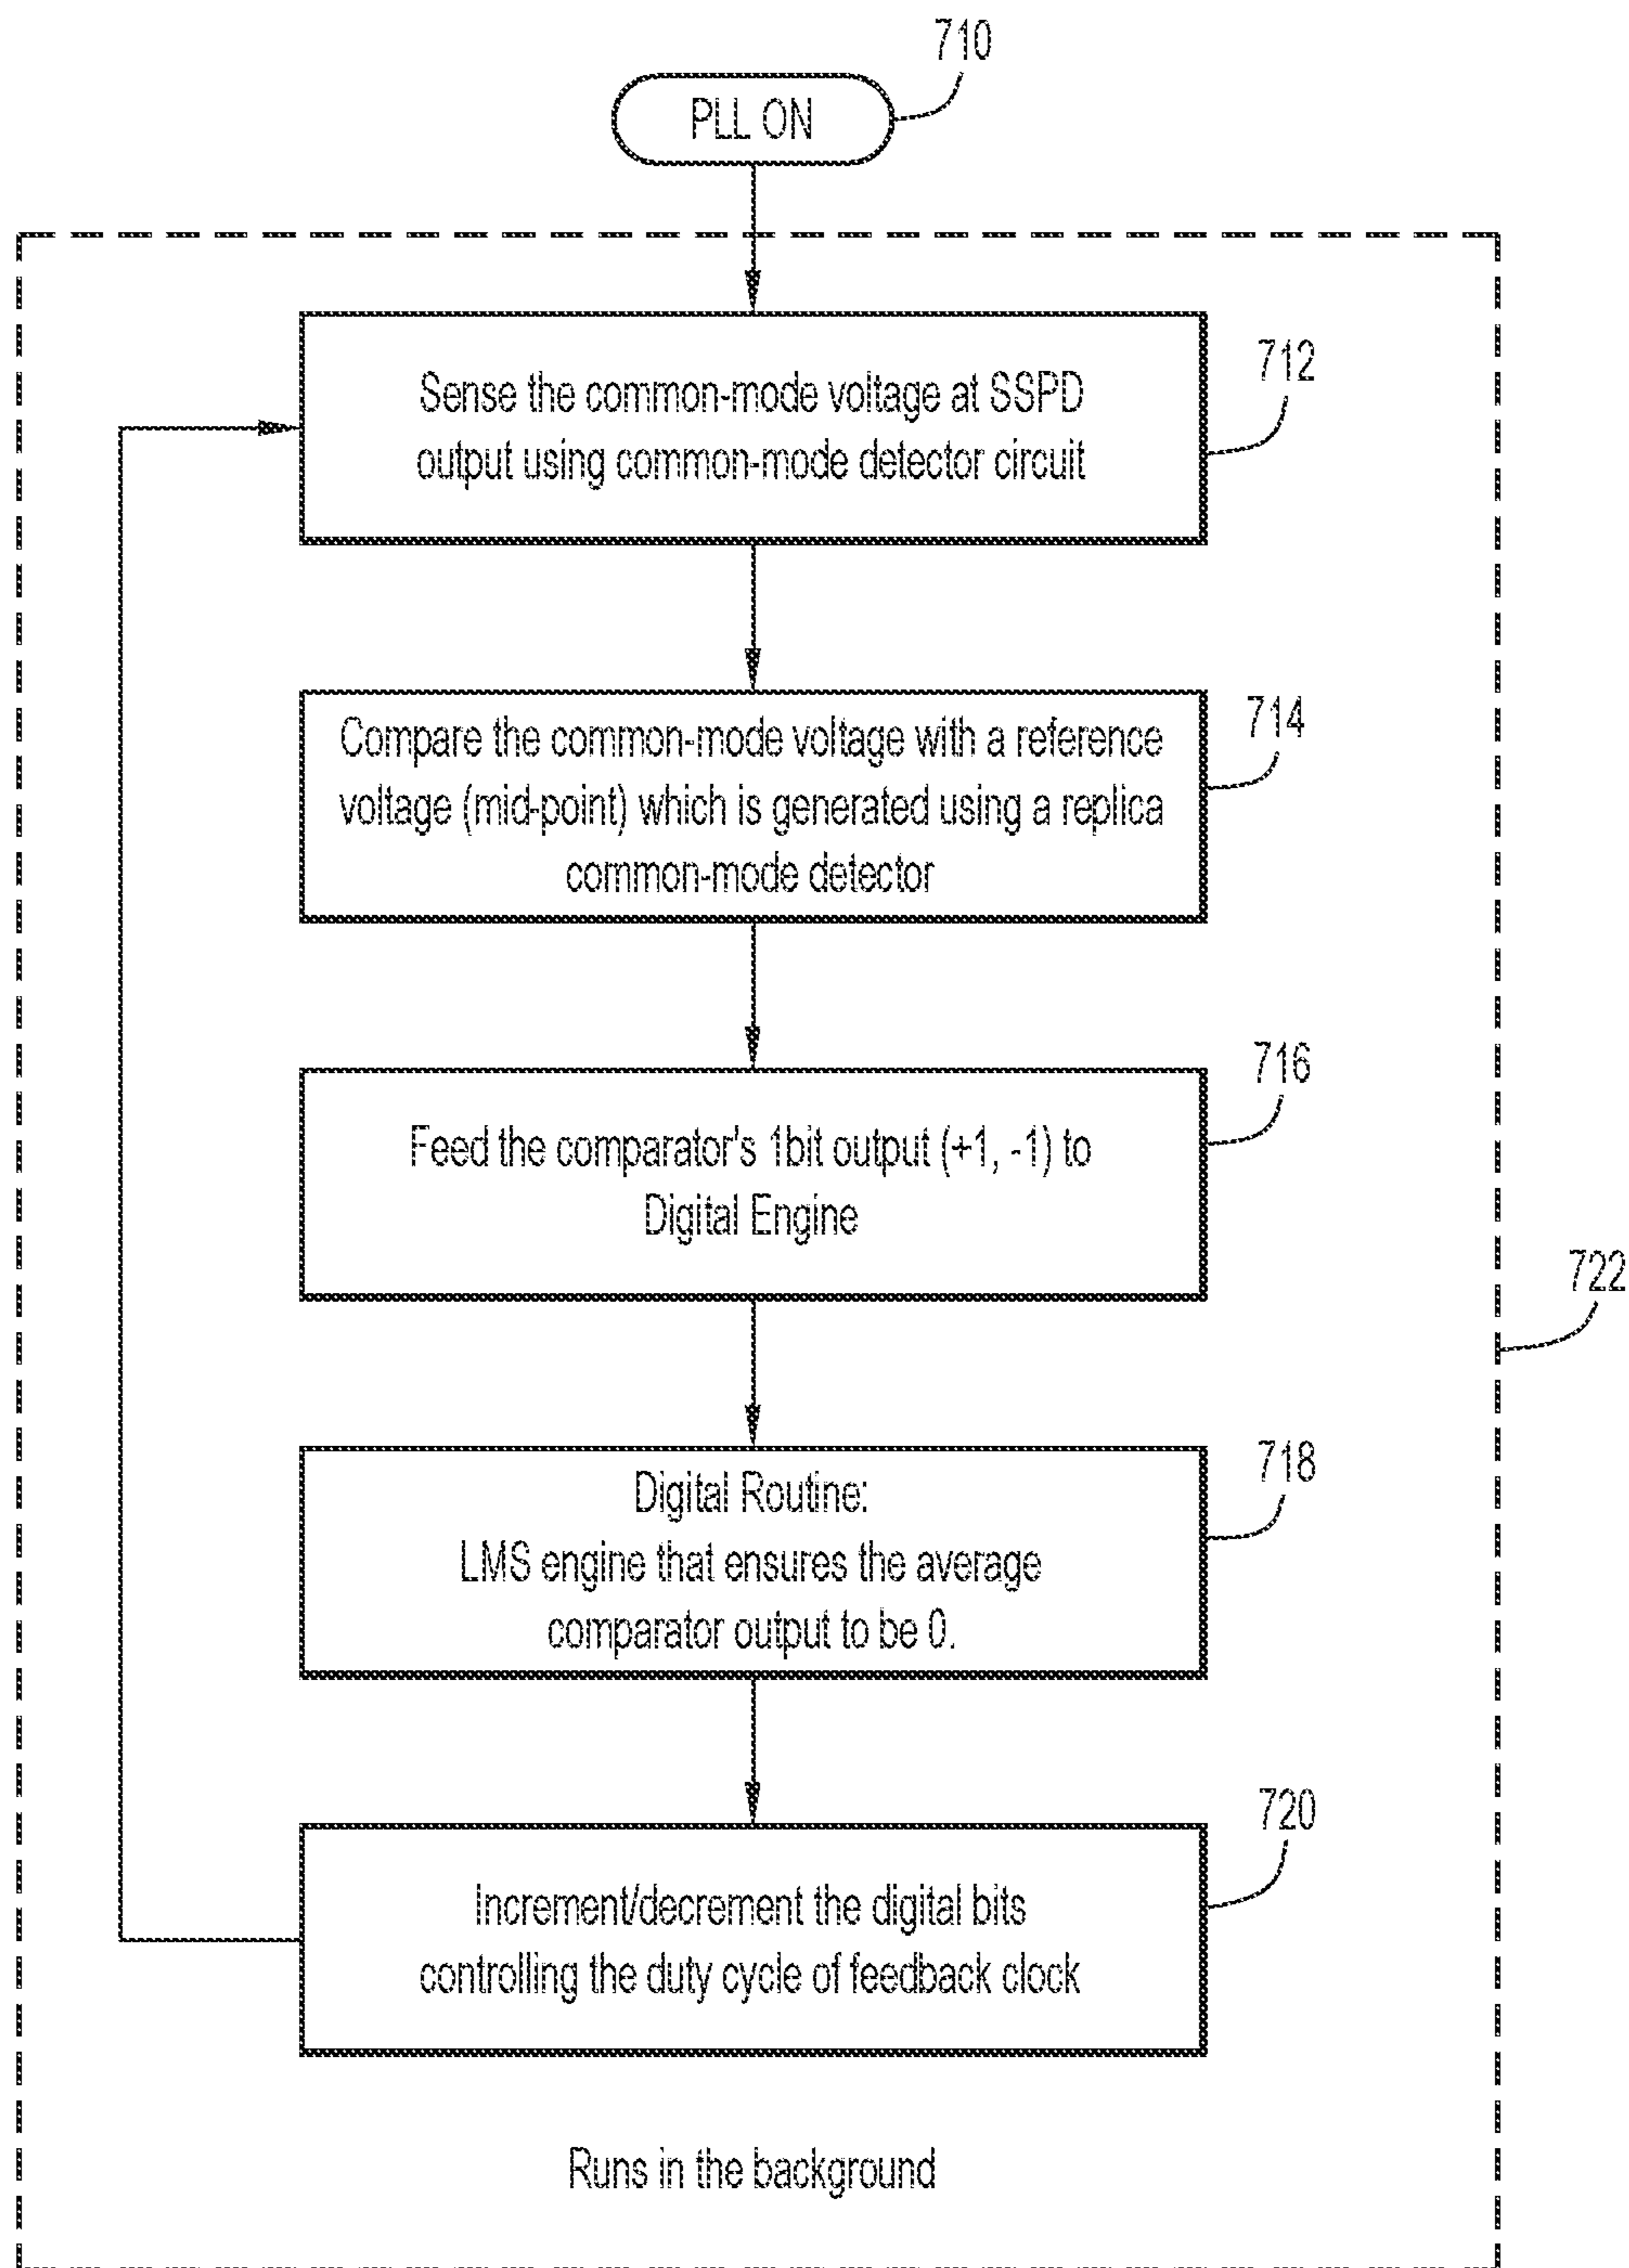 710
PLL ON
Sense the common-mode voltage at SSPD
output using common-mode detector circuit
712
Compare the common-mode voltage with a reference
voltage (mid-point) which is generated using a replica
common-mode detector
714
Feed the comparator's 1bit output (+1, -1) to
Digital Engine
716
722
Digital Routine:
LMS engine that ensures the average
comparator output to be 0.
718
Increment/decrement the digital bits
controlling the duty cycle of feedback clock
720
Runs in the background